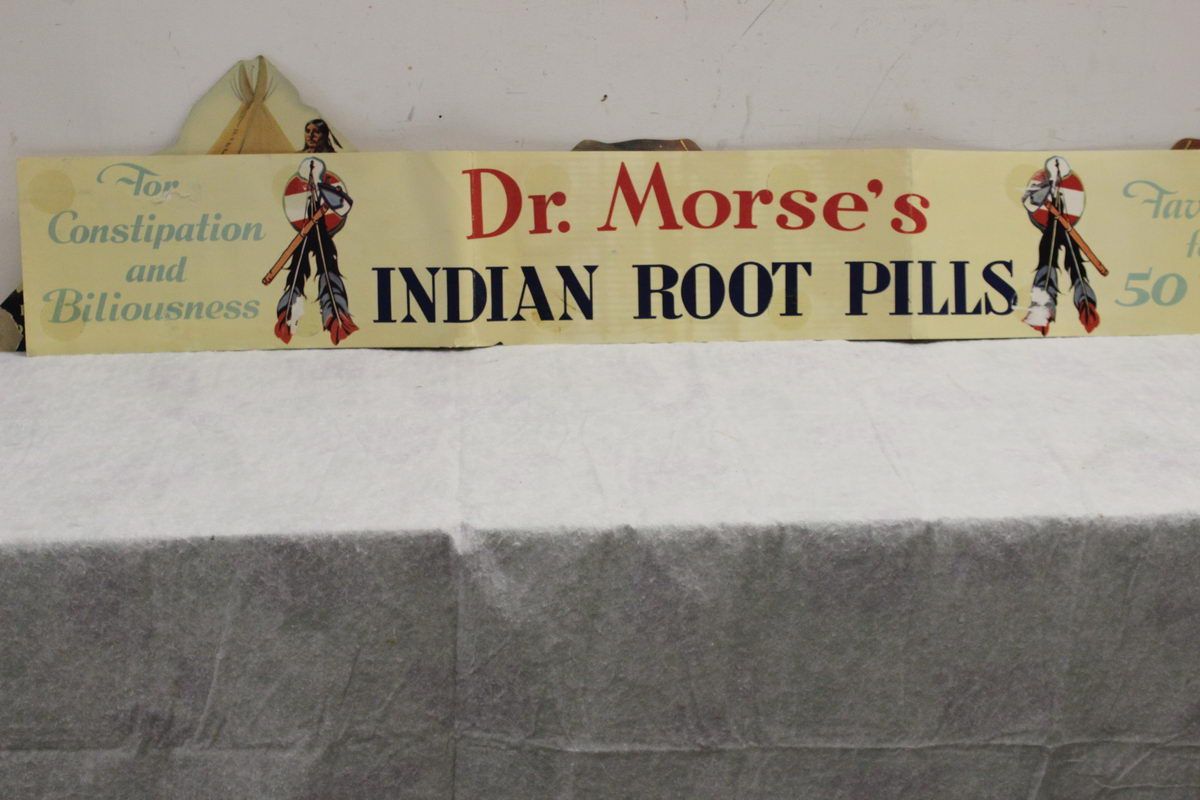 For
Constipation
and
Biliousness
Dr. Morse's
INDIAN ROOT PILLS
50